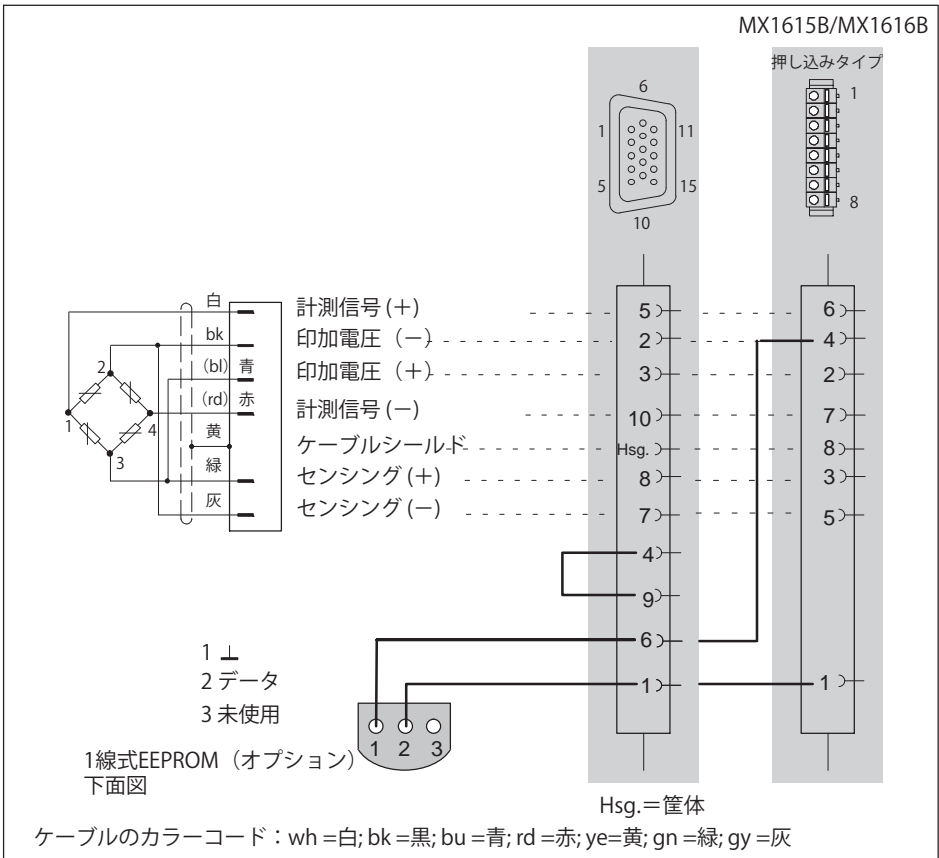 MX1615B/MX1616B
押し込みタイプ
6
1
11
5
15
10
1
8
白
計測信号 (+)
5
6
bk
印加電圧 (−)
2
4
(bl) 青
印加電圧 (+)
3
2
(rd) 赤
計測信号 (−)
10
7
黄
ケーブルシールド
Hsg.
8
緑
センシング (+)
8
3
灰
センシング (−)
7
5
1
2
3
4
4
9
6
1
1
1
2 データ
3 未使用
1 2 3
1線式EEPROM(オプション)
下面図
Hsg.=筐体
ケーブルのカラーコード:wh =白; bk =黒; bu =青; rd =赤; ye=黄; gn =緑; gy =灰